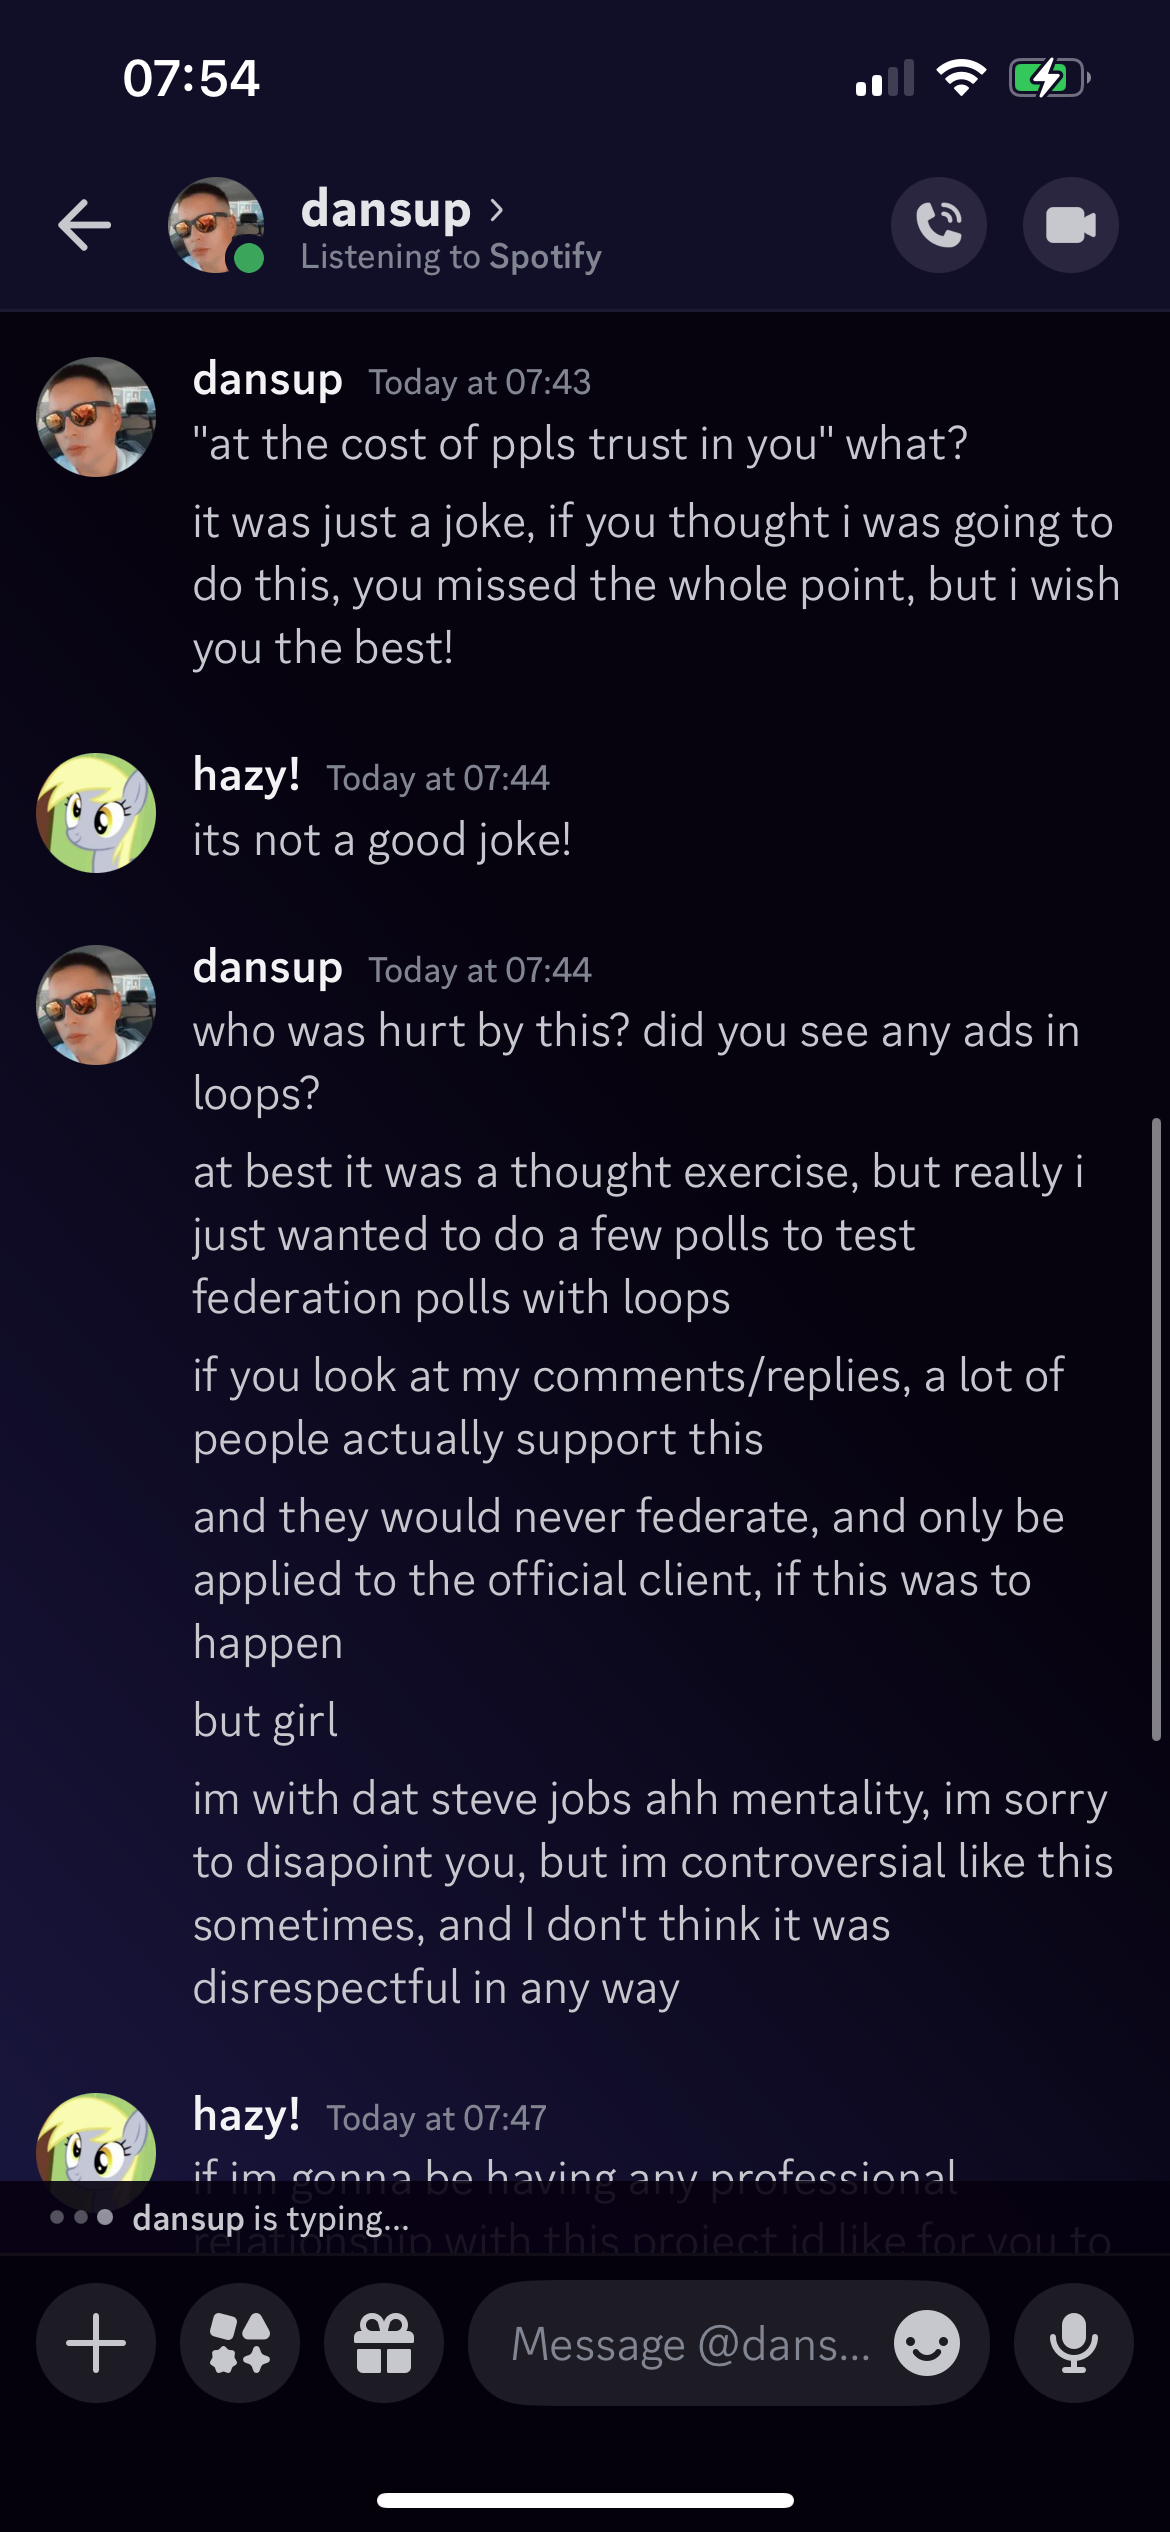 07:54
dansup
Listening to Spotify
dansup Today at 07:43
"at the cost of ppls trust in you" what?
it was just a joke, if you thought i was going to
do this, you missed the whole point, but i wish
you the best!
hazy! Today at 07:44
its not a good joke!
dansup Today at 07:44
who was hurt by this? did you see any ads in
loops?
at best it was a thought exercise, but really i
just wanted to do a few polls to test
federation polls with loops
if you look at my comments/replies, a lot of
people actually support this
and they would never federate, and only be
applied to the official client, if this was to
happen
but girl
im with dat steve jobs ahh mentality, im sorry
to disapoint you, but im controversial like this
sometimes, and I don't think it was
disrespectful in any way
hazy! Today at 07:47
if im gonna be having any professional
relationship with this project id like for you to
dansup is typing...
Message @dans...